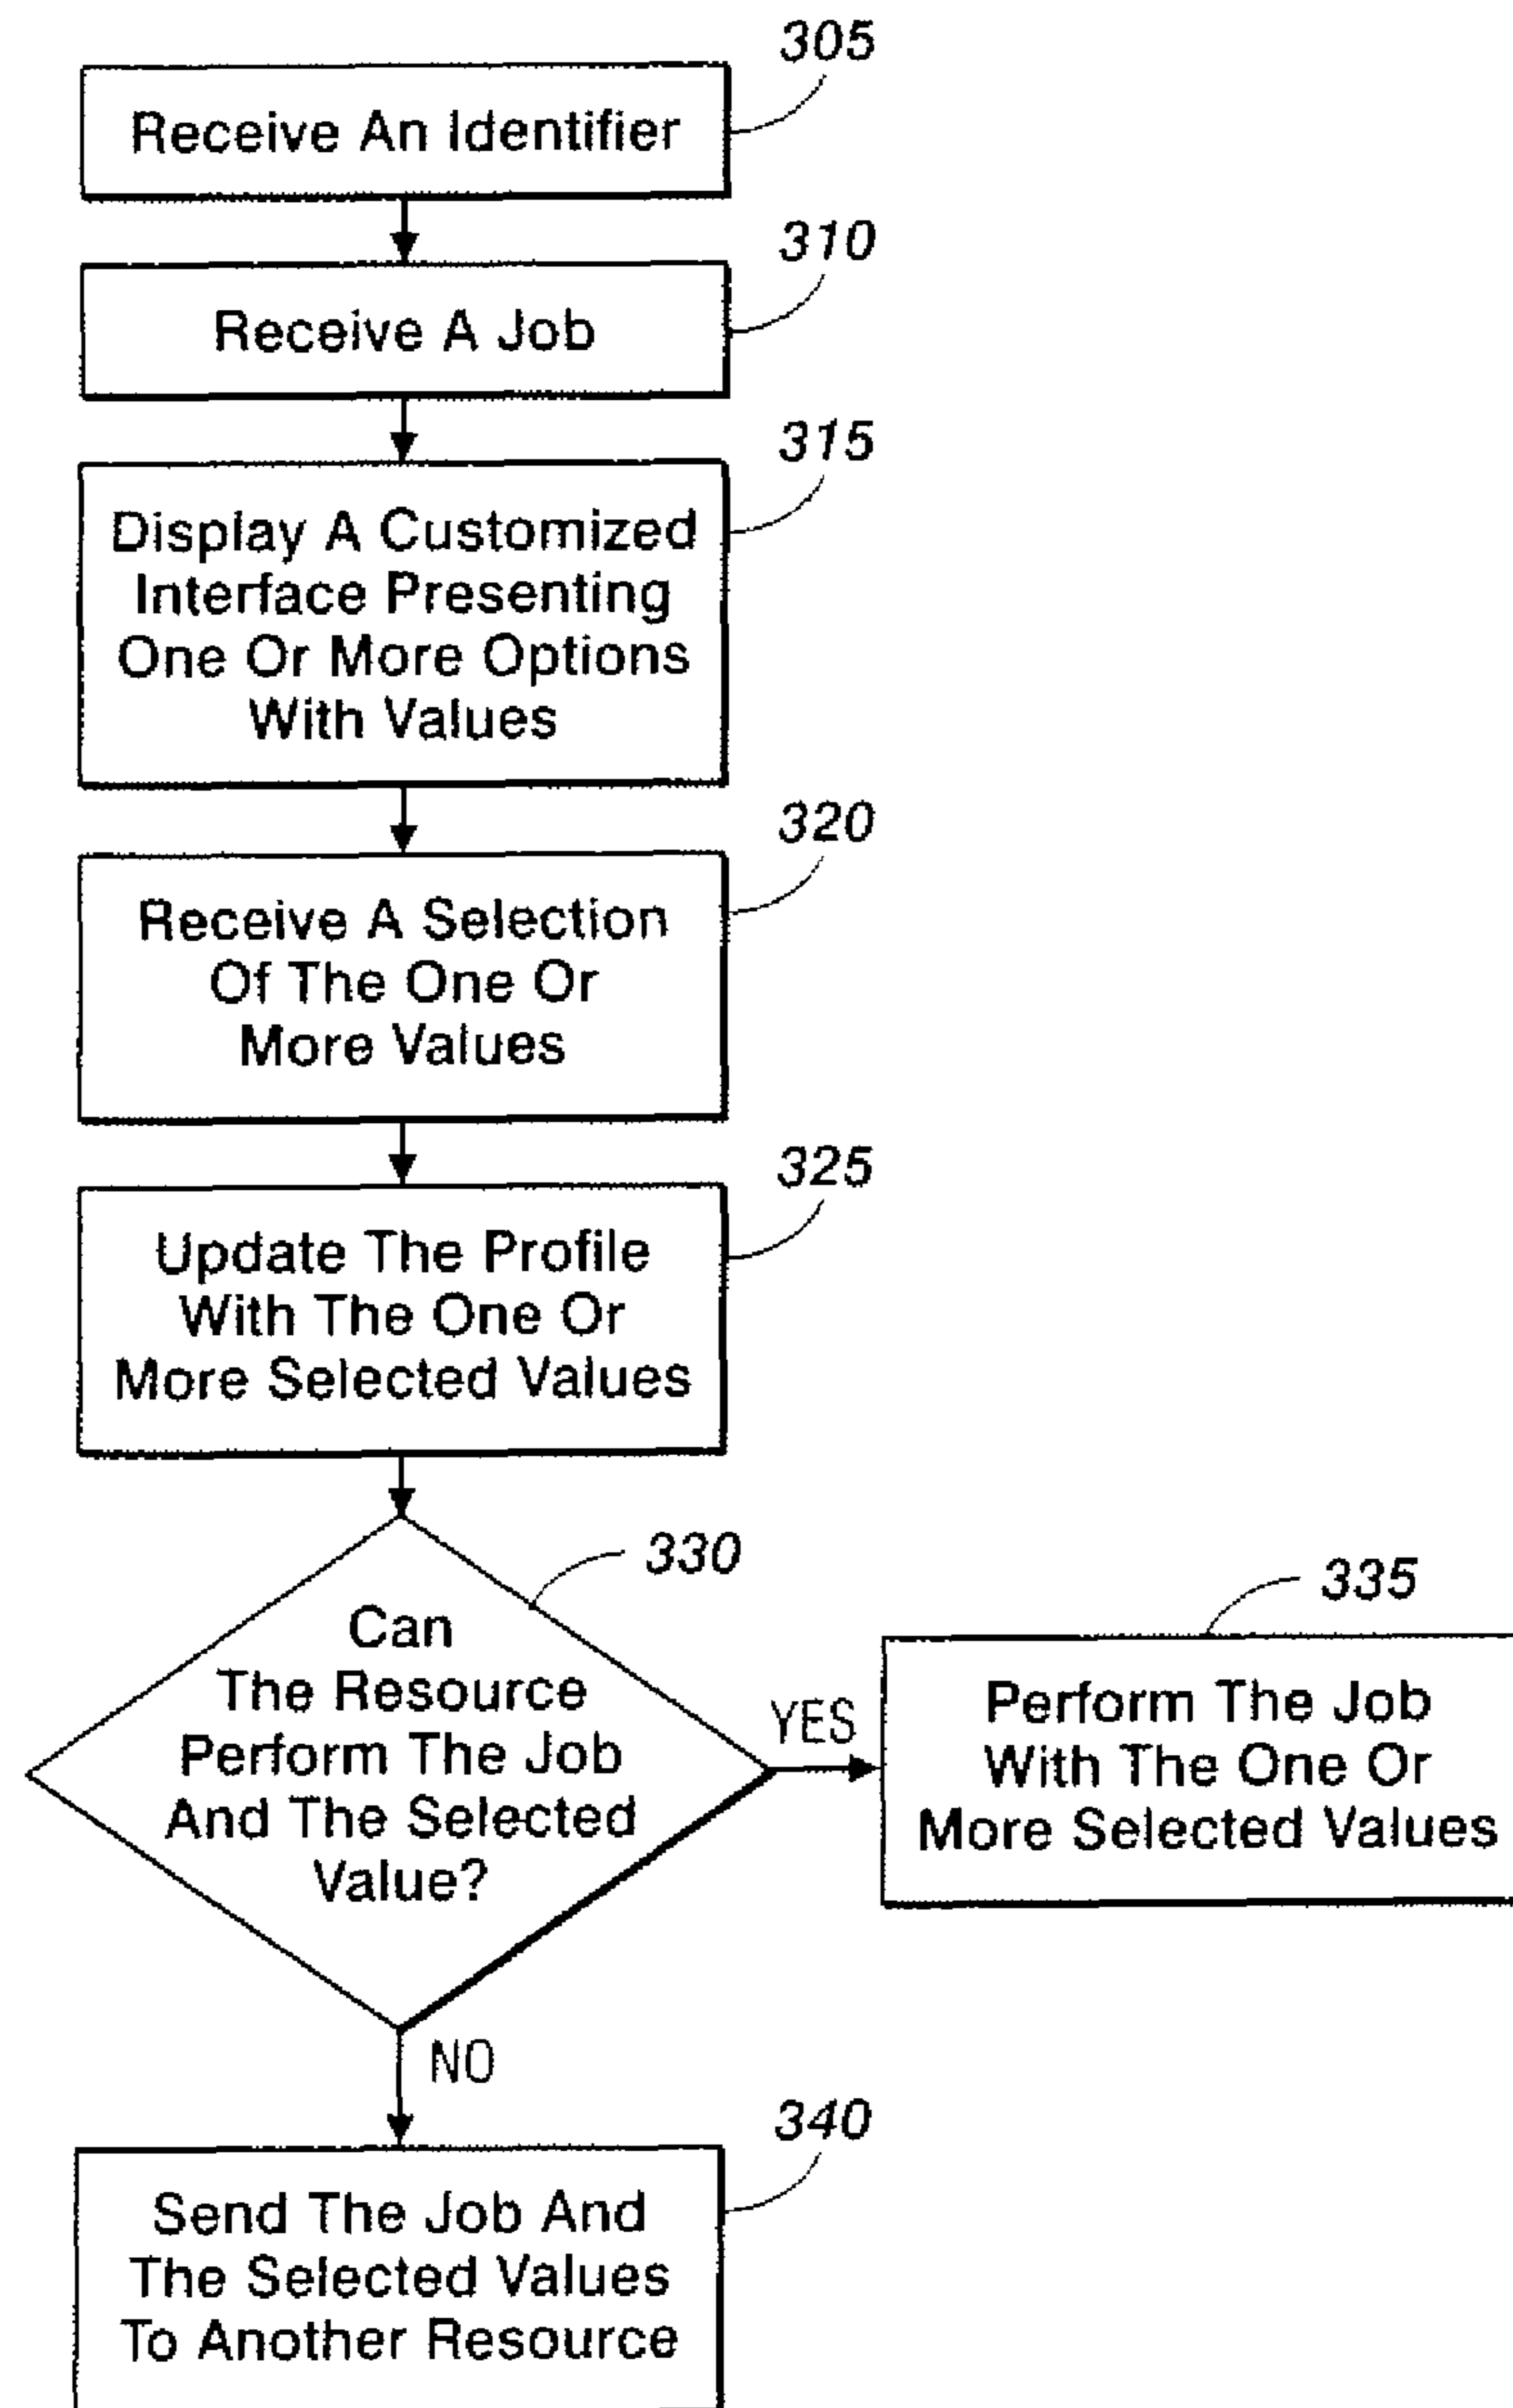 305
Receive An Identifier
310
Receive A Job
315
Display A Customized
Interface Presenting
One Or More Options
With Values
320
Receive A Selection
Of The One Or
More Values
325
Update The Profile
With The One Or
More Selected Values
330
Can
The Resource
Perform The Job
And The Selected
Value?
YES
335
Perform The Job
With The One Or
More Selected Values
NO
340
Send The Job And
The Selected Values
To Another Resource